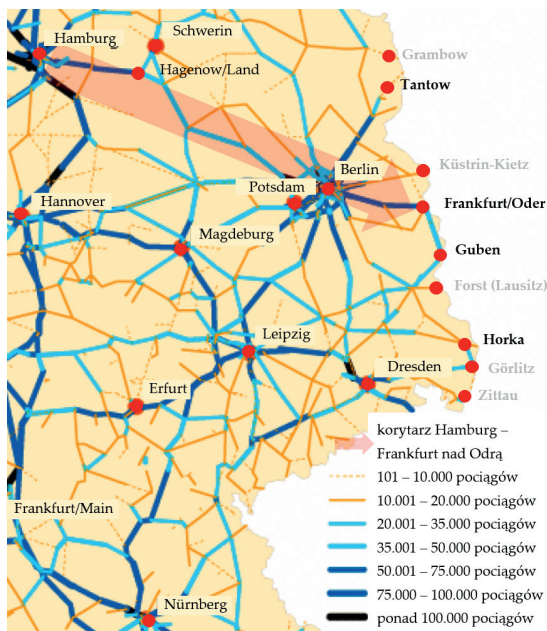 Hamburg
Schwerin
Hagenow/Land
Grambow
Tantow
Berlin
Küstrin-Kietz
Potsdam
Hannover
Frankfurt/Oder
Magdeburg
Guben
Forst (Lausitz)
Leipzig
Horka
Dresden
Görlitz
Erfurt
Zittau
korytarz Hamburg –
Frankfurt nad Odrą
101 – 10.000 pociągów
10.001 – 20.000 pociągów
Frankfurt/Main
20.001 – 35.000 pociągów
35.001 – 50.000 pociągów
50.001 – 75.000 pociągów
75.000 – 100.000 pociągów
Nürnberg
ponad 100.000 pociągów